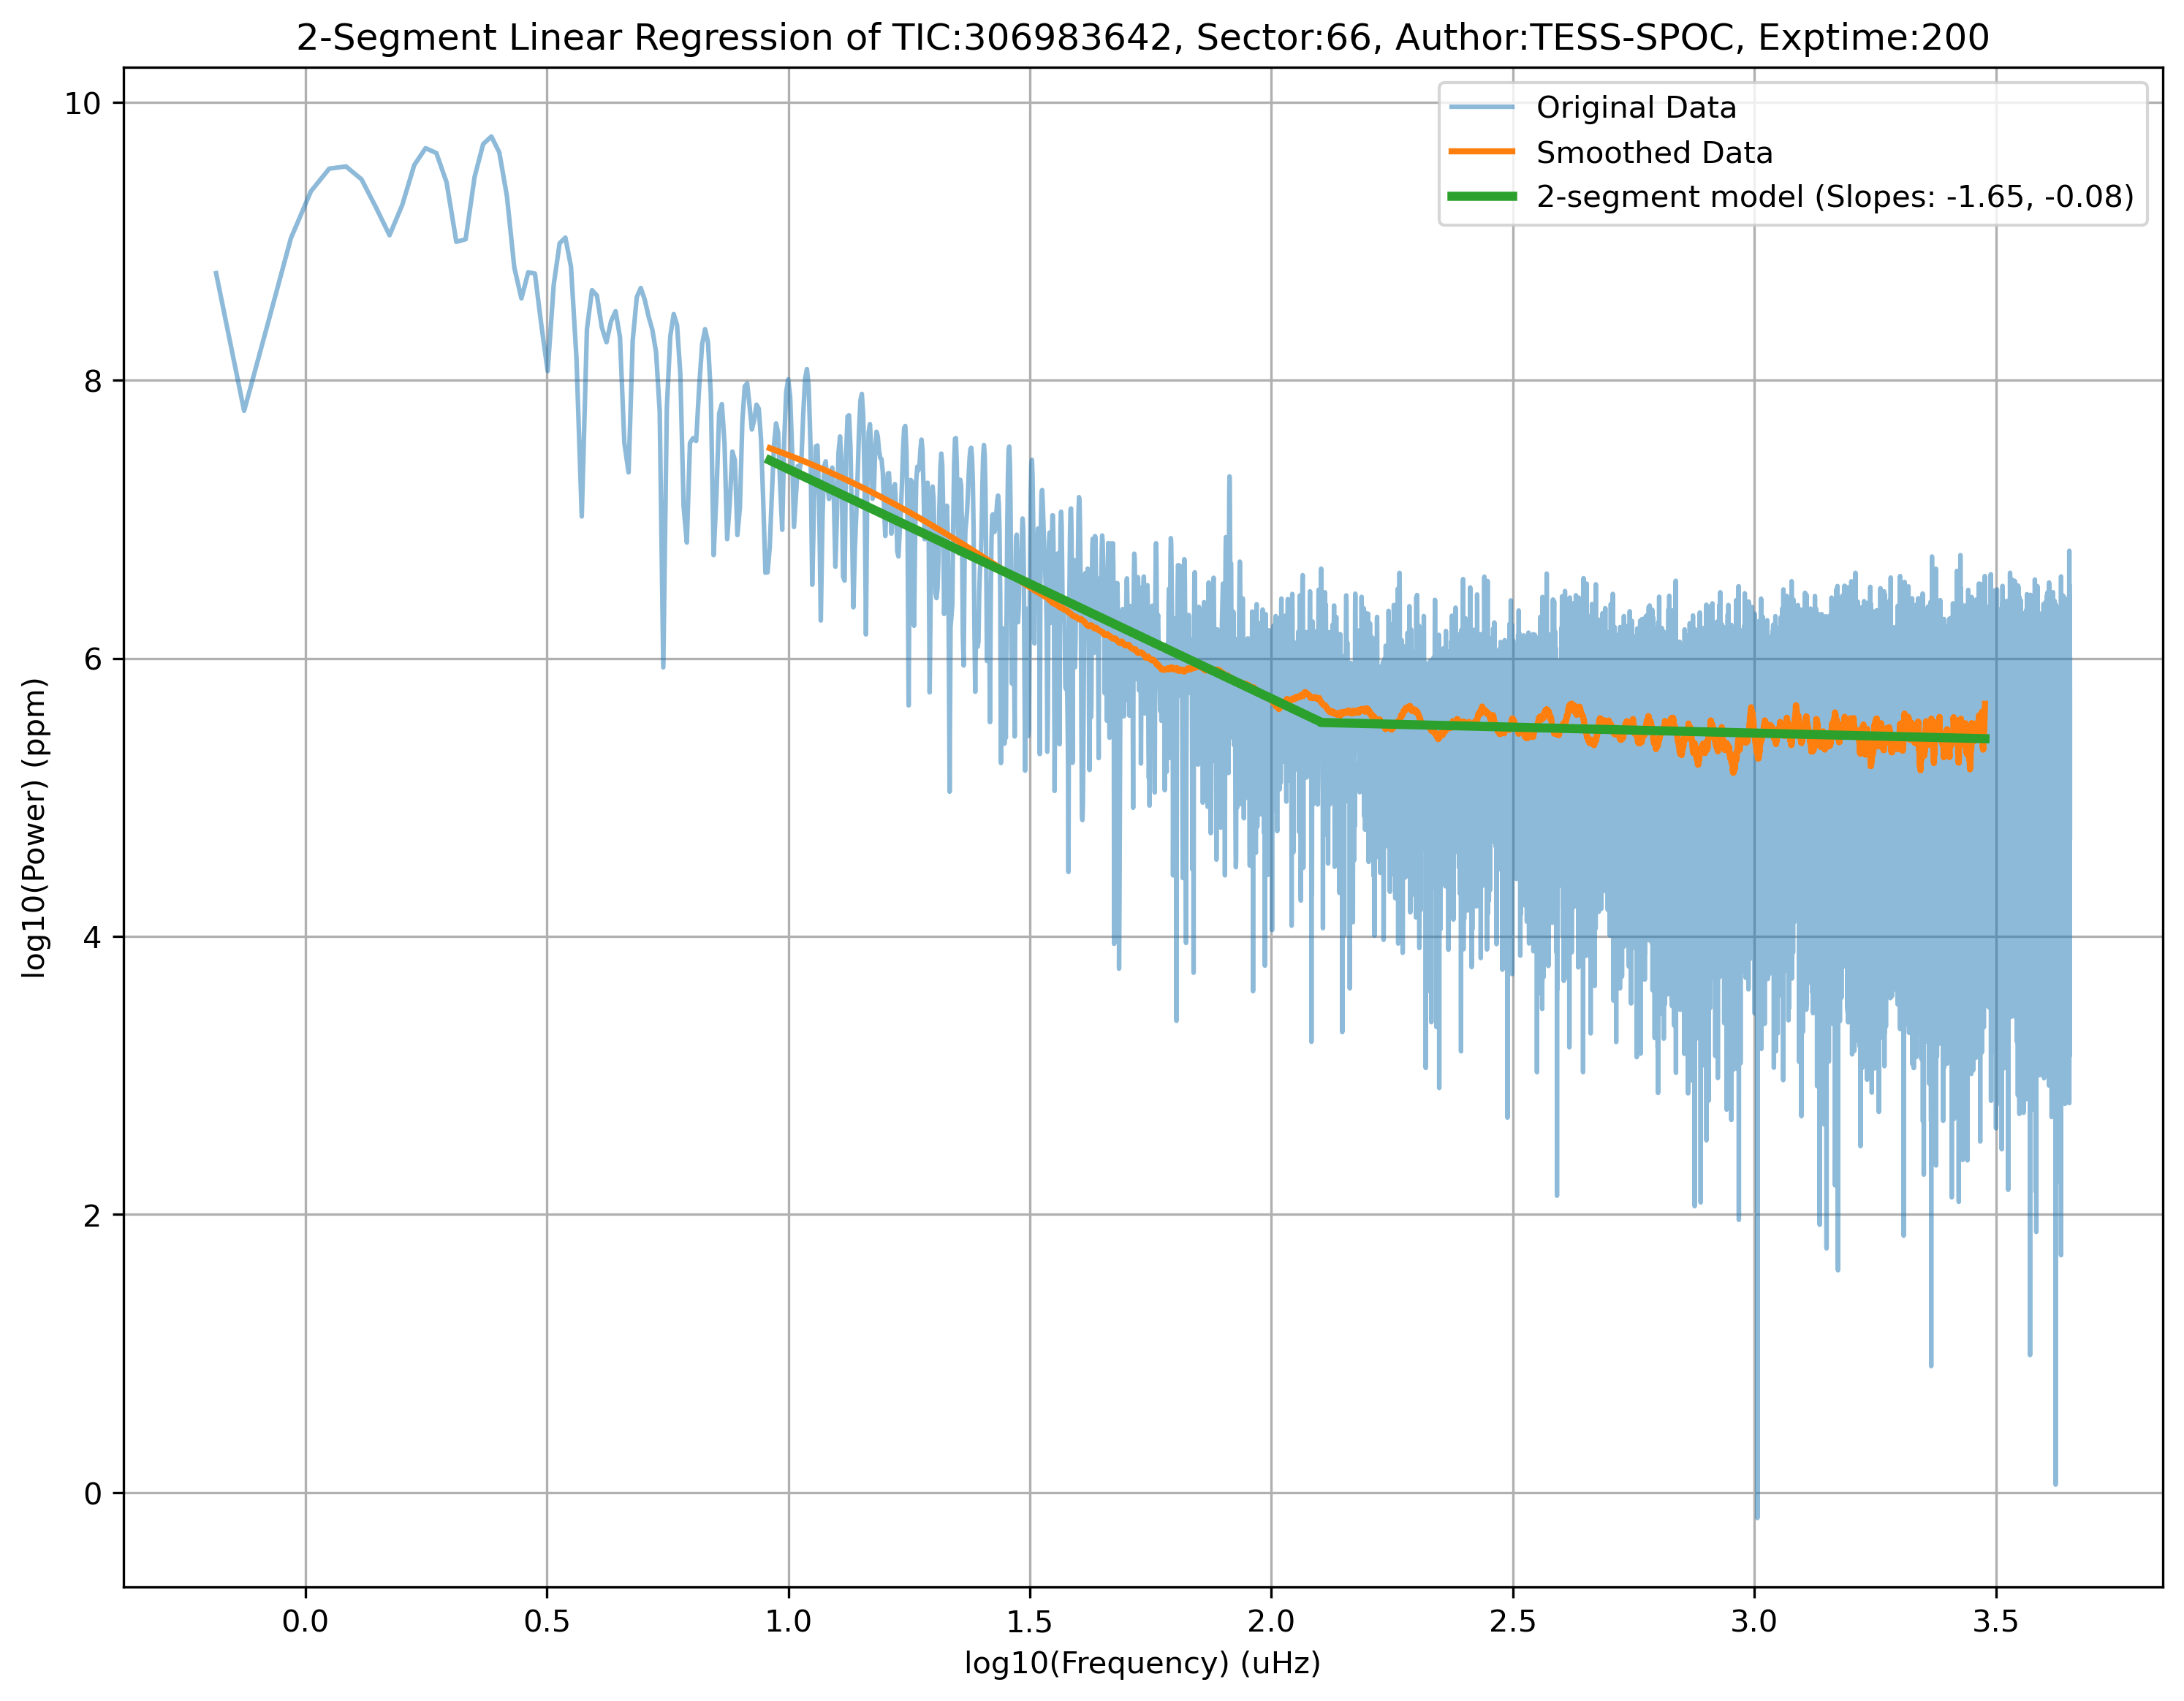 2-Segment Linear Regression of TIC:306983642, Sector:66, Author:TESS-SPOC, Exptime:200
Original Data
Smoothed Data
2-segment model (Slopes: -1.65, -0.08)
log10(Power) (ppm)
10
8
6
4
2
0
0.0 0.5 1.0 1.5 2.0 2.5 3.0 3.5
log10(Frequency) (uHz)